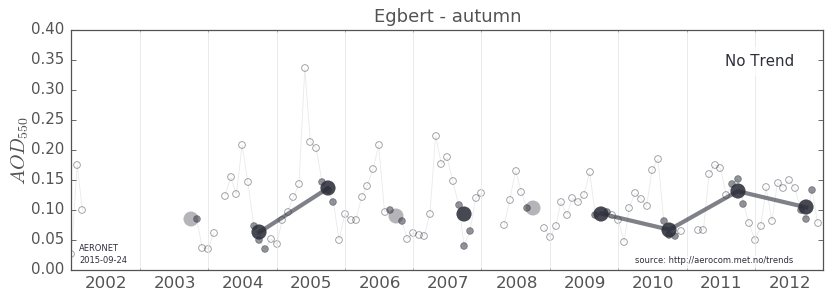 Egbert - autumn
No Trend
AOD550
0.40
0.35
0.30
0.25
0.20
0.15
0.10
0.05
0.00
AERONET
2015-09-24
source: http://aerocom.met.no/trends
2002 2003 2004 2005 2006 2007 2008 2009 2010 2011 2012